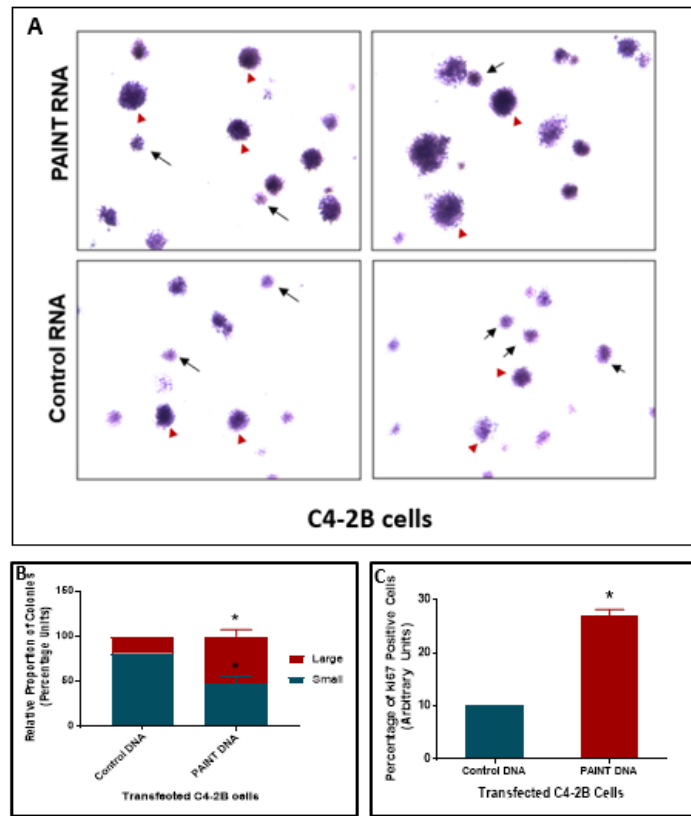 A
PAINT RNA
Control RNA
C4-2B cells
B
Relative Proportion of Colonies
(Percentage Units)
150
100
50
0
*
*
Large
Small
Control DNA
PAINT DNA
Transfected C4-2B cells
C
Percentage of Ki67 Positive Cells
(Arbitrary Units)
30
20
10
0
*
Control DNA
PAINT DNA
Transfected C4-2B Cells